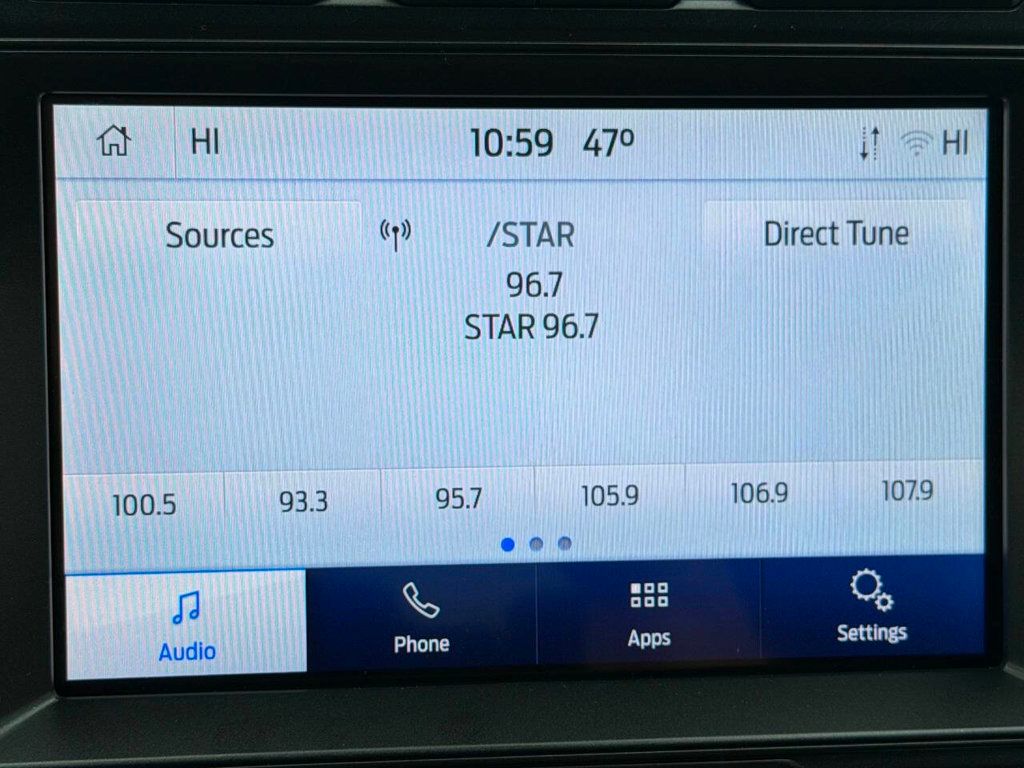 HI 10:59 47° HI
Sources /STAR Direct Tune
96.7
STAR 96.7
100.5 93.3 95.7 105.9 106.9 107.9
Audio Phone Apps Settings